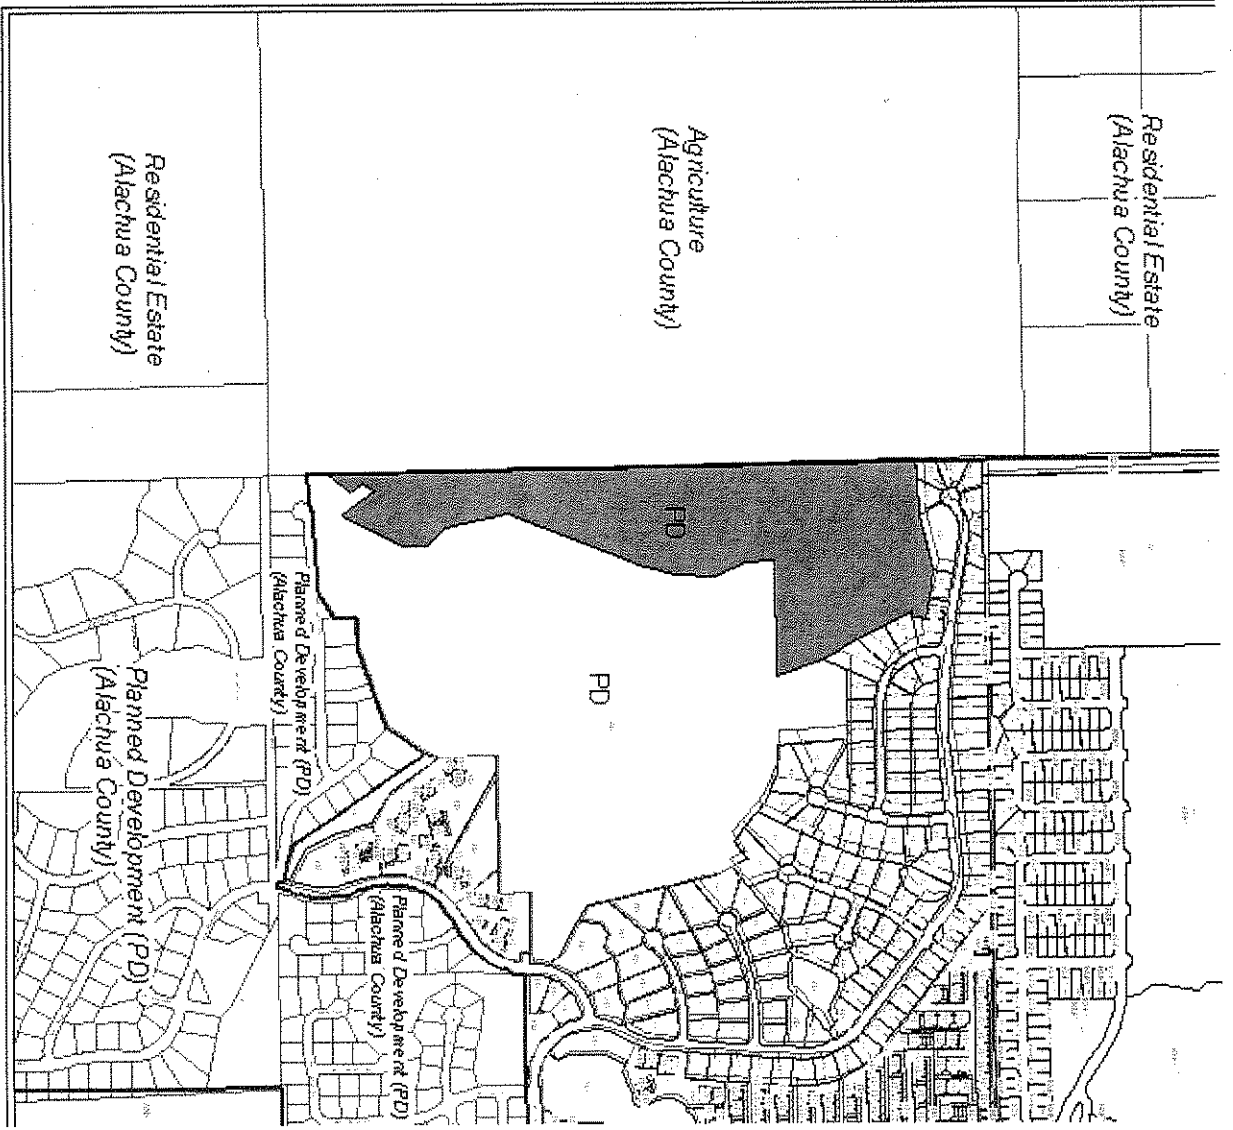 Residential Estate
(Alachua County)
Agriculture
(Alachua County)
Residential Estate
(Alachua County)
PD
PD
Planned Development (PD)
(Alachua County)
Planned Development (PD)
(Alachua County)
Planned Development (PD)
(Alachua County)